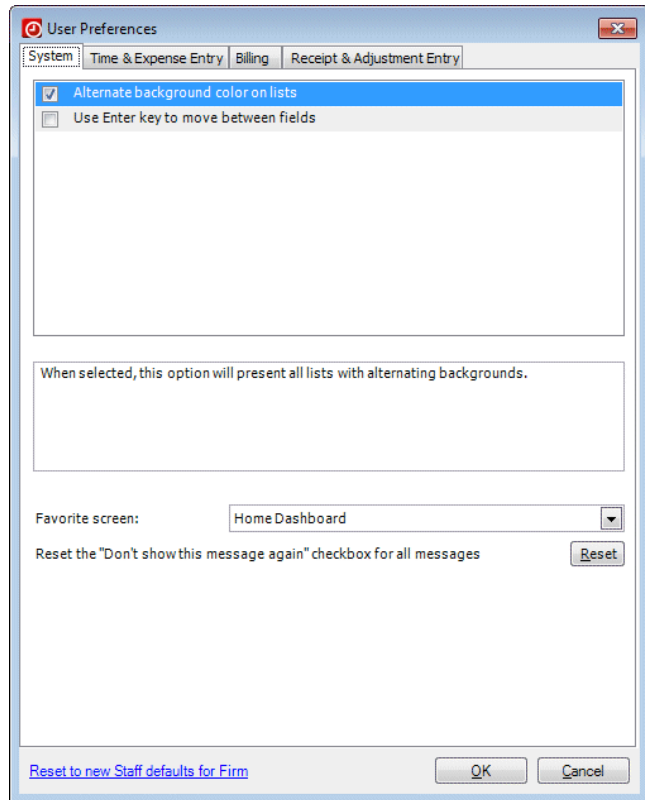 User Preferences
System
Time & Expense Entry
Billing
Receipt & Adjustment Entry
Alternate background color on lists
Use Enter key to move between fields
When selected, this option will present all lists with alternating backgrounds.
Favorite screen:
Home Dashboard
Reset the "Don't show this message again" checkbox for all messages
Reset
Reset to new Staff defaults for Firm
OK
Cancel